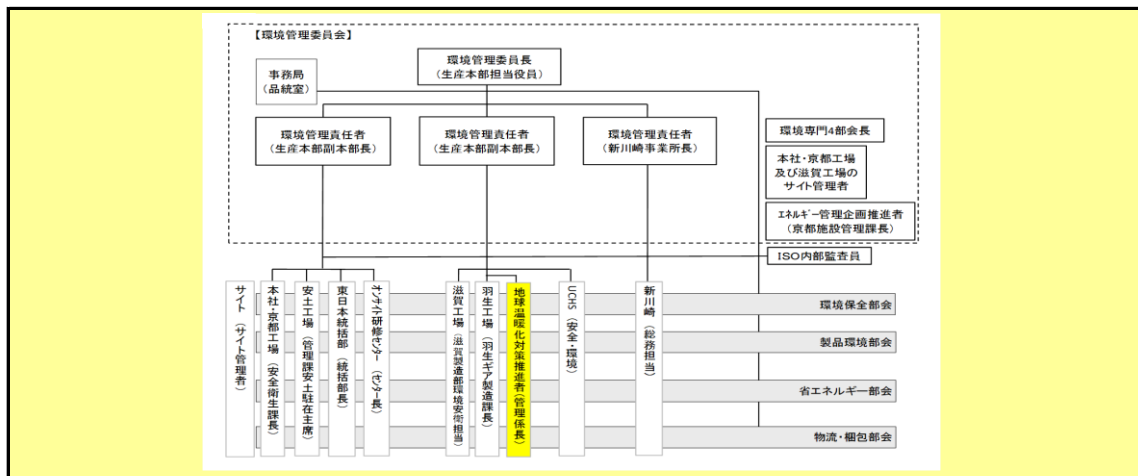 【環境管理委員会】
環境管理委員長
(生産本部担当役員)
事務局
(品統室)
環境管理責任者
(生産本部副本部長)
環境管理責任者
(生産本部副本部長)
環境管理責任者
(新川崎事業所長)
環境専門4部会長
本社・京都工場
及び滋賀工場の
サイト管理者
エネルギー管理企画推進者
(京都施設管理課長)
ISO内部監査員
サイト(サイト管理者)
本社・京都工場(安全衛生課長)
安土工場(管理課安土駐在主席)
東日本統括部(統括部長)
オンサイト研修センター(センター長)
滋賀工場(滋賀製造部環境安衛担当)
羽生工場(羽生ギア製造課長)
地球温暖化対策推進者(管理係長)
UCHS(安全・環境)
新川崎(総務担当)
環境保全部会
製品環境部会
省エネルギー部会
物流・梱包部会